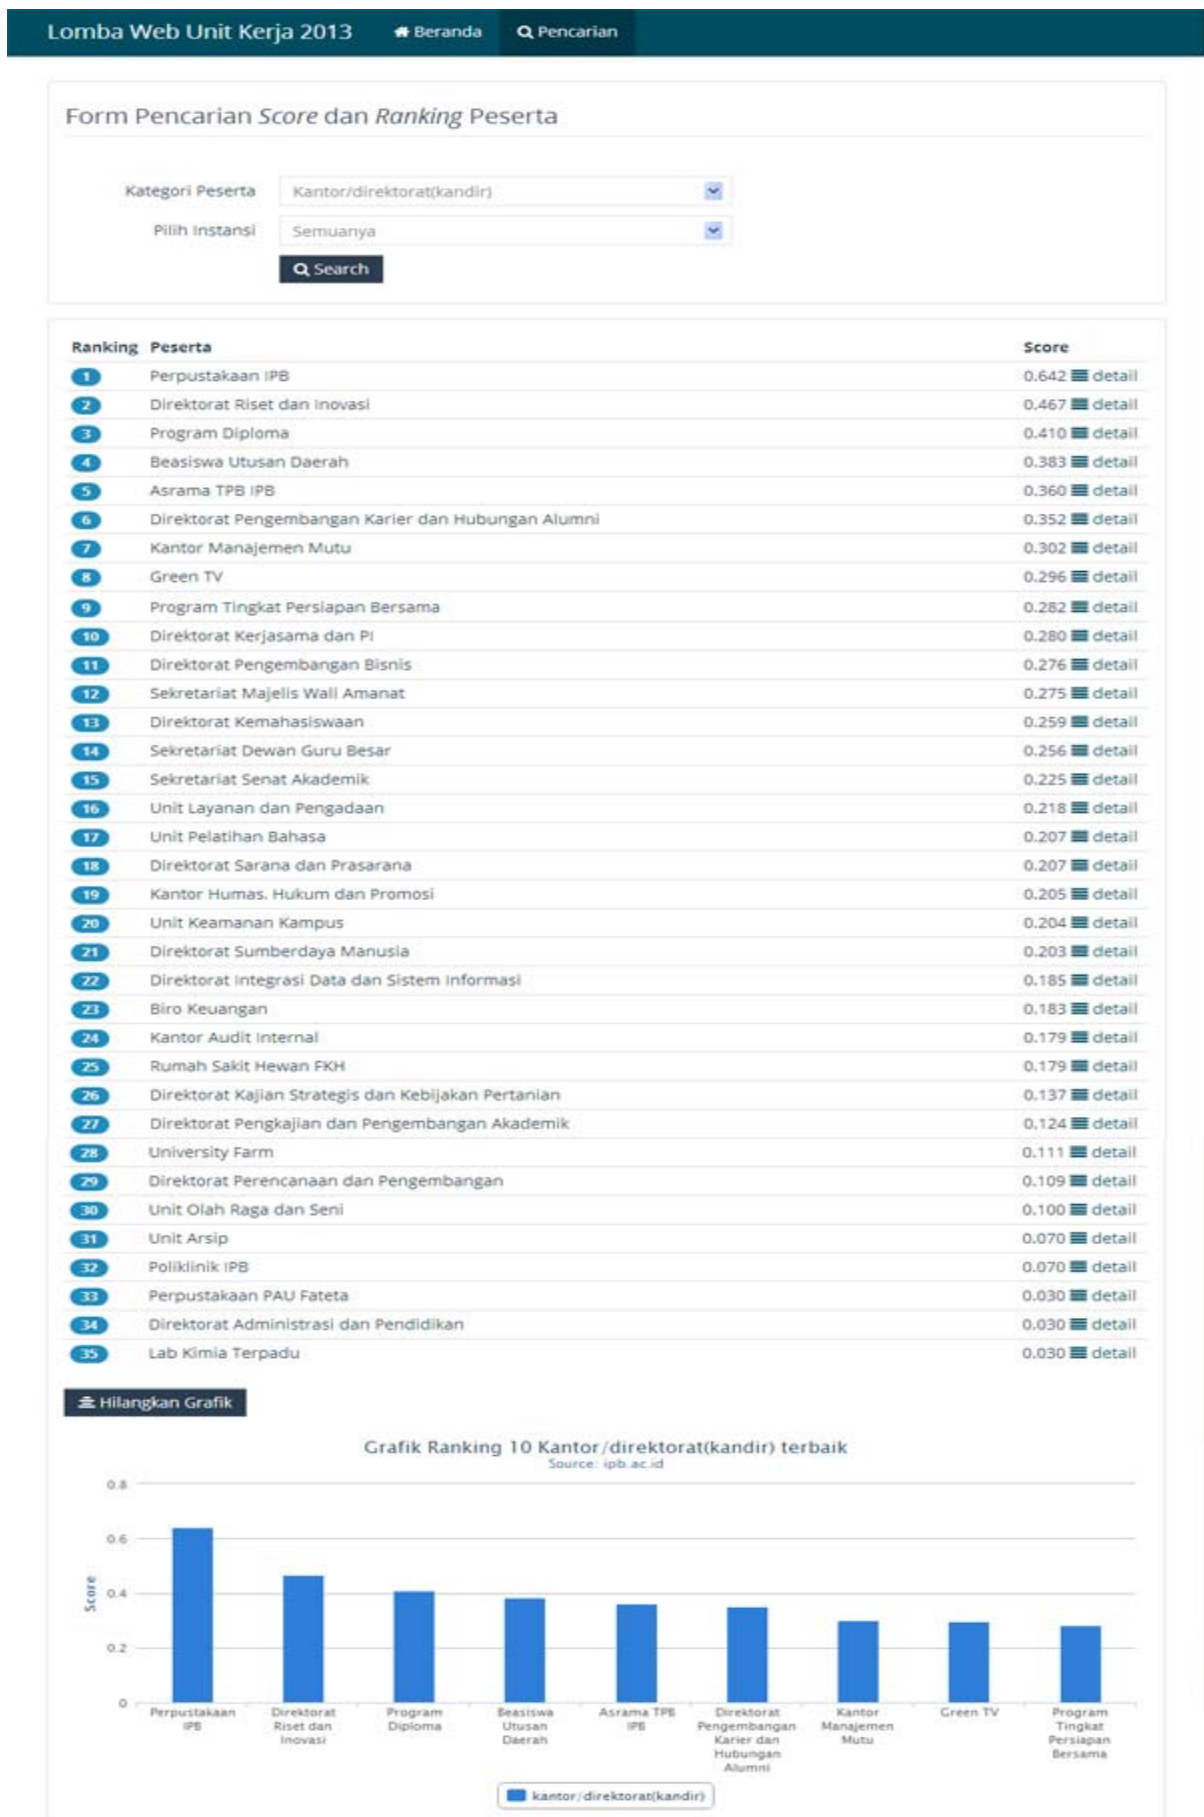 Lomba Web Unit Kerja 2013 Beranda Pencarian
Form Pencarian Score dan Ranking Peserta
Kategori Peserta Kantor/direktorat(kandir)
Pilih Instansi Semuanya
Search
Ranking Peserta Score
1 Perpustakaan IPB 0.642 detail
2 Direktorat Riset dan Inovasi 0.467 detail
3 Program Diploma 0.410 detail
4 Beasiswa Utusan Daerah 0.383 detail
5 Asrama TPB IPB 0.360 detail
6 Direktorat Pengembangan Karier dan Hubungan Alumni 0.352 detail
7 Kantor Manajemen Mutu 0.302 detail
8 Green TV 0.296 detail
9 Program Tingkat Persiapan Bersama 0.282 detail
10 Direktorat Kerjasama dan PI 0.280 detail
11 Direktorat Pengembangan Bisnis 0.276 detail
12 Sekretariat Majelis Wali Amanat 0.275 detail
13 Direktorat Kemahasiswaan 0.259 detail
14 Sekretariat Dewan Guru Besar 0.256 detail
15 Sekretariat Senat Akademik 0.225 detail
16 Unit Layanan dan Pengadaan 0.218 detail
17 Unit Pelatihan Bahasa 0.207 detail
18 Direktorat Sarana dan Prasarana 0.207 detail
19 Kantor Humas, Hukum dan Promosi 0.205 detail
20 Unit Keamanan Kampus 0.204 detail
21 Direktorat Sumberdaya Manusia 0.203 detail
22 Direktorat Integrasi Data dan Sistem Informasi 0.185 detail
23 Biro Keuangan 0.183 detail
24 Kantor Audit Internal 0.179 detail
25 Rumah Sakit Hewan FKH 0.179 detail
26 Direktorat Kajian Strategis dan Kebijakan Pertanian 0.137 detail
27 Direktorat Pengkajian dan Pengembangan Akademik 0.124 detail
28 University Farm 0.111 detail
29 Direktorat Perencanaan dan Pengembangan 0.109 detail
30 Unit Olah Raga dan Seni 0.100 detail
31 Unit Arsip 0.070 detail
32 Poliklinik IPB 0.070 detail
33 Perpustakaan PAU Fateta 0.030 detail
34 Direktorat Administrasi dan Pendidikan 0.030 detail
35 Lab Kimia Terpadu 0.030 detail
Hilangkan Grafik
Grafik Ranking 10 Kantor/direktorat(kandir) terbaik
Source: ipb.ac.id
Score
0.8
0.6
0.4
0.2
0
Perpustakaan
IPB
Direktorat
Riset dan
Inovasi
Program
Diploma
Beasiswa
Utusan
Daerah
Asrama TPB
IPB
Direktorat
Pengembangan
Karier dan
Hubungan
Alumni
Kantor
Manajemen
Mutu
Green TV
Program
Tingkat
Persiapan
Bersama
kantor/direktorat(kandir)